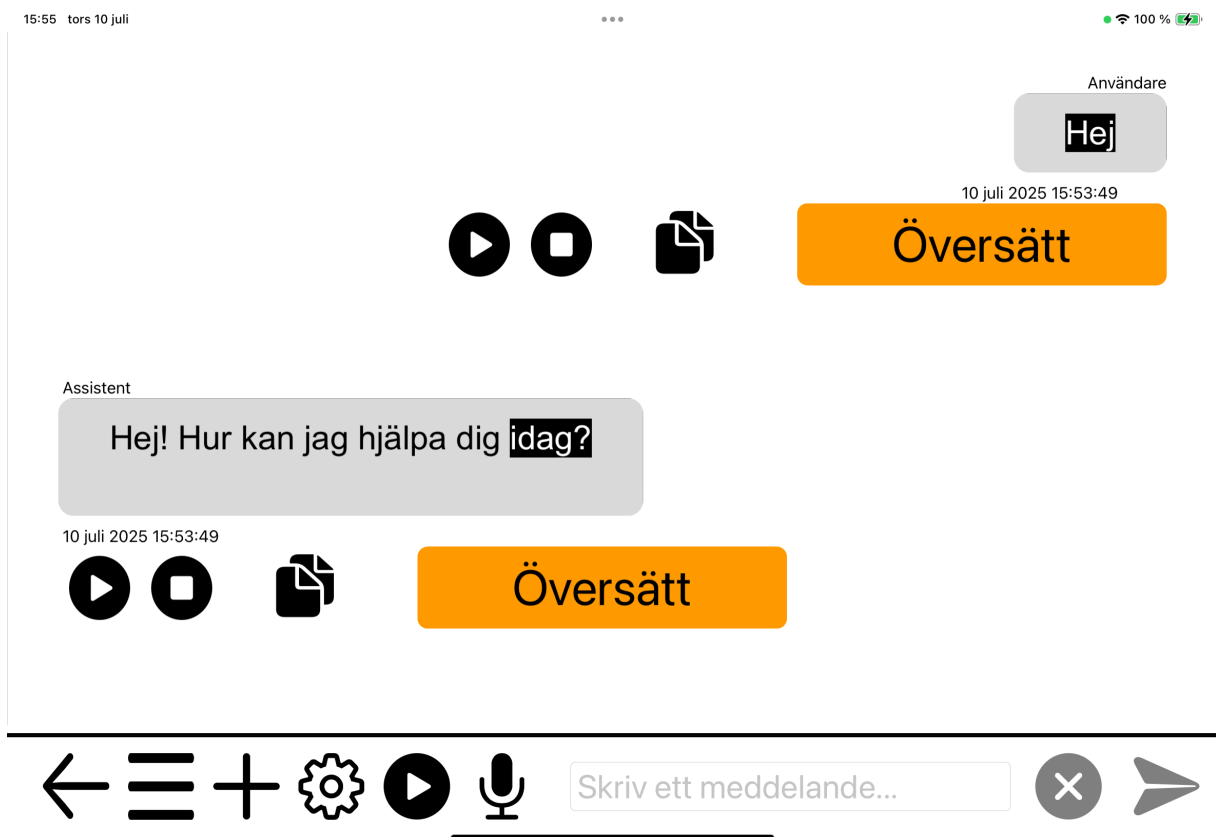 15:55 tors 10 juli
100 %
Användare
Hej
10 juli 2025 15:53:49
Översätt
Assistent
Hej! Hur kan jag hjälpa dig idag?
10 juli 2025 15:53:49
Översätt
Skriv ett meddelande...